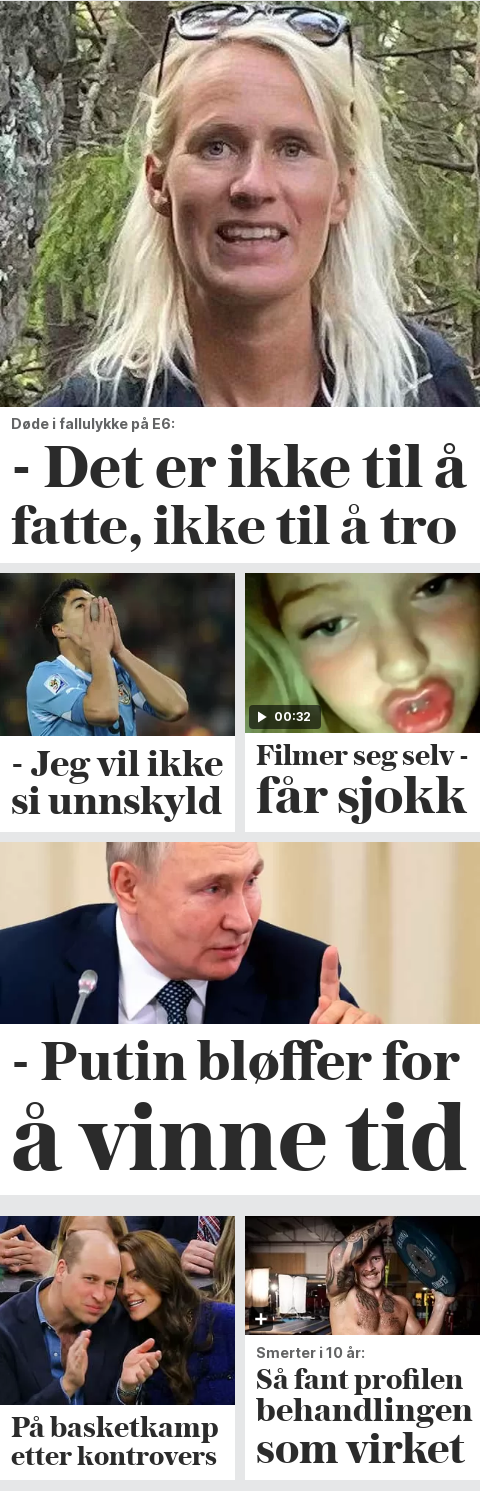 Døde i fallulykke på E6:
- Det er ikke til å
fatte, ikke til å tro
- Jeg vil ikke
si unnskyld
00:32
Filmer seg selv -
får sjokk
- Putin bløffer for
å vinne tid
På basketkamp
etter kontrovers
Smerter i 10 år:
Så fant profilen
behandlingen
som virket